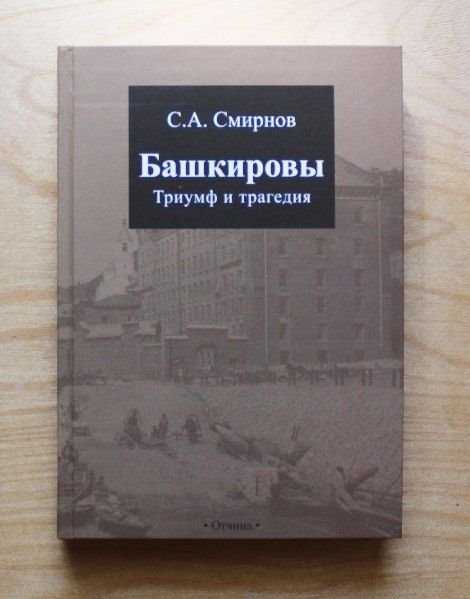 С.А. Смирнов
Башкировы
Триумф и трагедия
• Отчина •